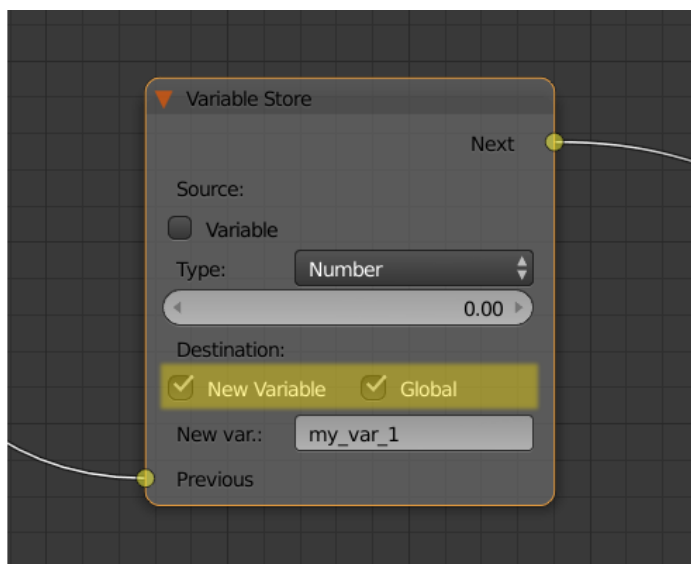 Variable Store
Next
Source:
Variable
Type: Number
0.00
Destination:
New Variable Global
New var.: my_var_1
Previous